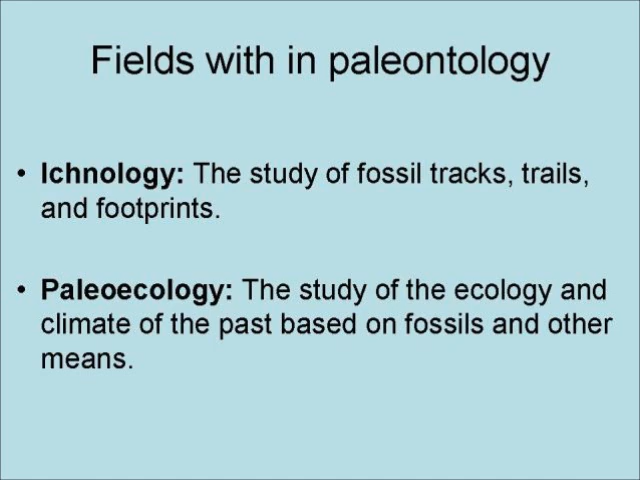 Fields with in paleontology
• Ichnology: The study of fossil tracks, trails,
and footprints.
• Paleoecology: The study of the ecology and
climate of the past based on fossils and other
means.